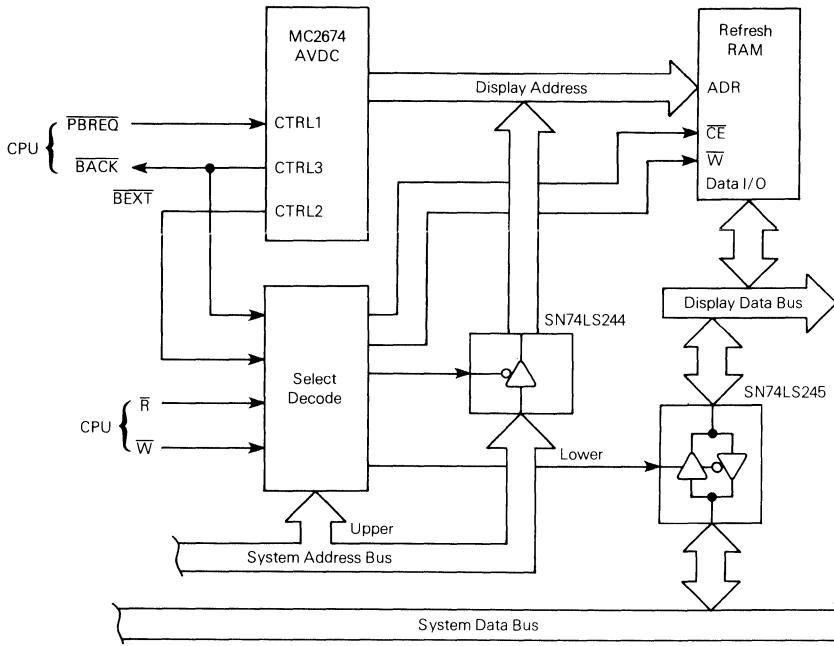 MC2674
AVDC
Refresh
RAM
Display Address
ADR
PBREQ
CTRL1
CE
CPU
BACK
CTRL3
W
Data I/O
BEXT
CTRL2
Display Data Bus
SN74LS244
Select
Decode
SN74LS245
R
CPU
W
Lower
Upper
System Address Bus
System Data Bus